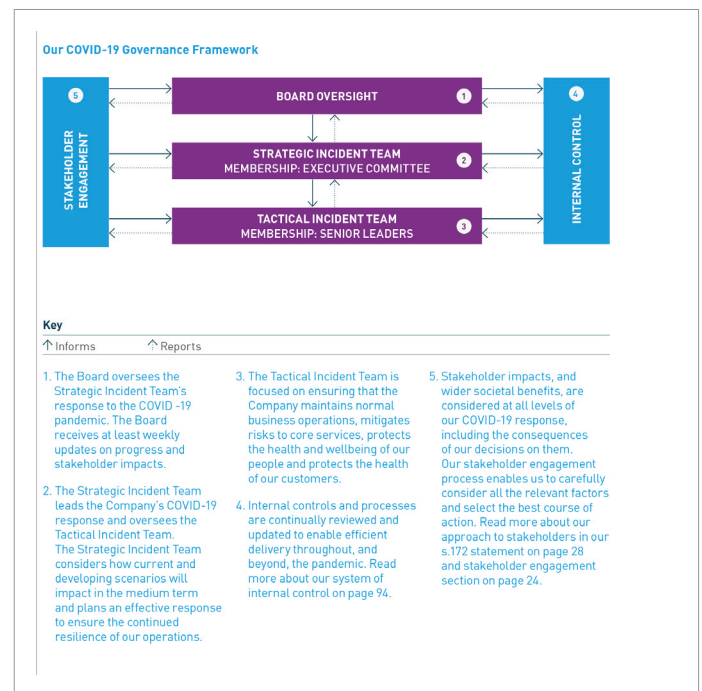 Our COVID-19 Governance Framework
5
STAKEHOLDER
ENGAGEMENT
BOARD OVERSIGHT
1
STRATEGIC INCIDENT TEAM
MEMBERSHIP: EXECUTIVE COMMITTEE
2
TACTICAL INCIDENT TEAM
MEMBERSHIP: SENIOR LEADERS
3
4
INTERNAL CONTROL
Key
Informs
Reports
1. The Board oversees the
Strategic Incident Team's
response to the COVID -19
pandemic. The Board
receives at least weekly
updates on progress and
stakeholder impacts.
2. The Strategic Incident Team
leads the Company's COVID-19
response and oversees the
Tactical Incident Team.
The Strategic Incident Team
considers how current and
developing scenarios will
impact in the medium term
and plans an effective response
to ensure the continued
resilience of our operations.
3. The Tactical Incident Team is
focused on ensuring that the
Company maintains normal
business operations, mitigates
risks to core services, protects
the health and wellbeing of our
people and protects the health
of our customers.
4. Internal controls and processes
are continually reviewed and
updated to enable efficient
delivery throughout, and
beyond, the pandemic. Read
more about our system of
internal control on page 94.
5. Stakeholder impacts, and
wider societal benefits, are
considered at all levels of
our COVID-19 response,
including the consequences
of our decisions on them.
Our stakeholder engagement
process enables us to carefully
consider all the relevant factors
and select the best course of
action. Read more about our
approach to stakeholders in our
s.172 statement on page 28
and stakeholder engagement
section on page 24.